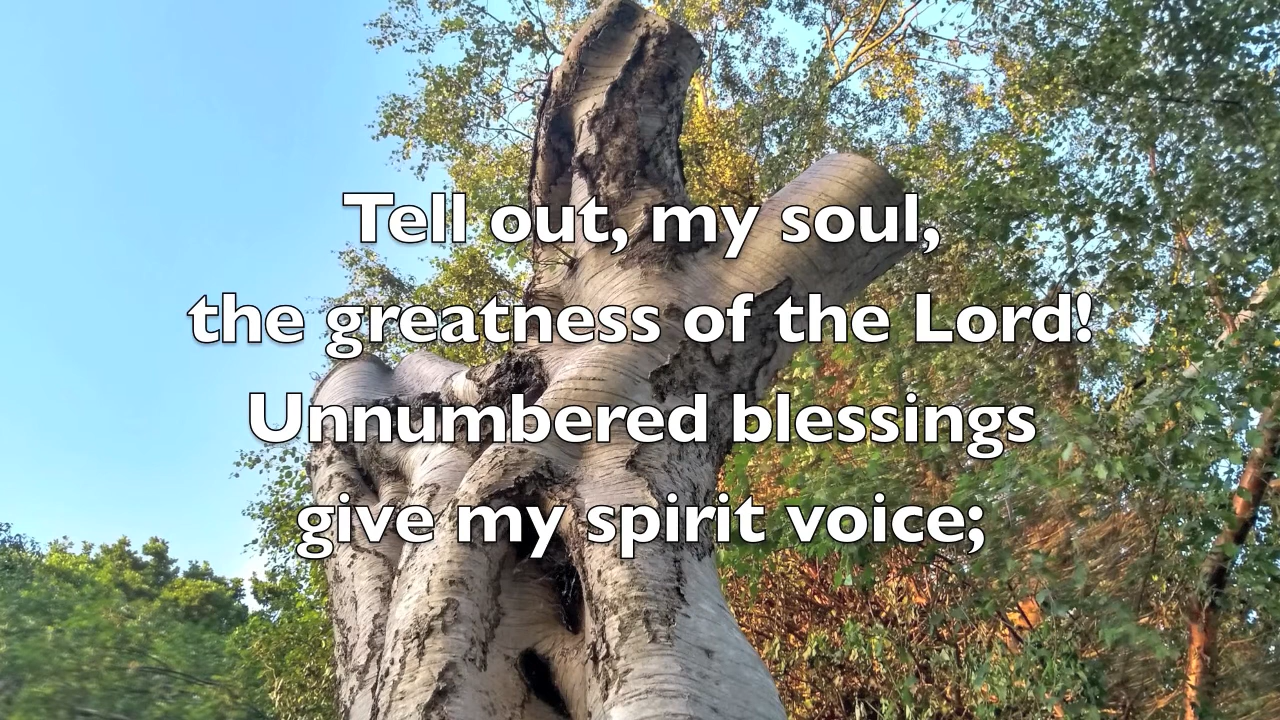 Tell out, my soul,
the greatness of the Lord!
Unnumbered blessings
give my spirit voice;